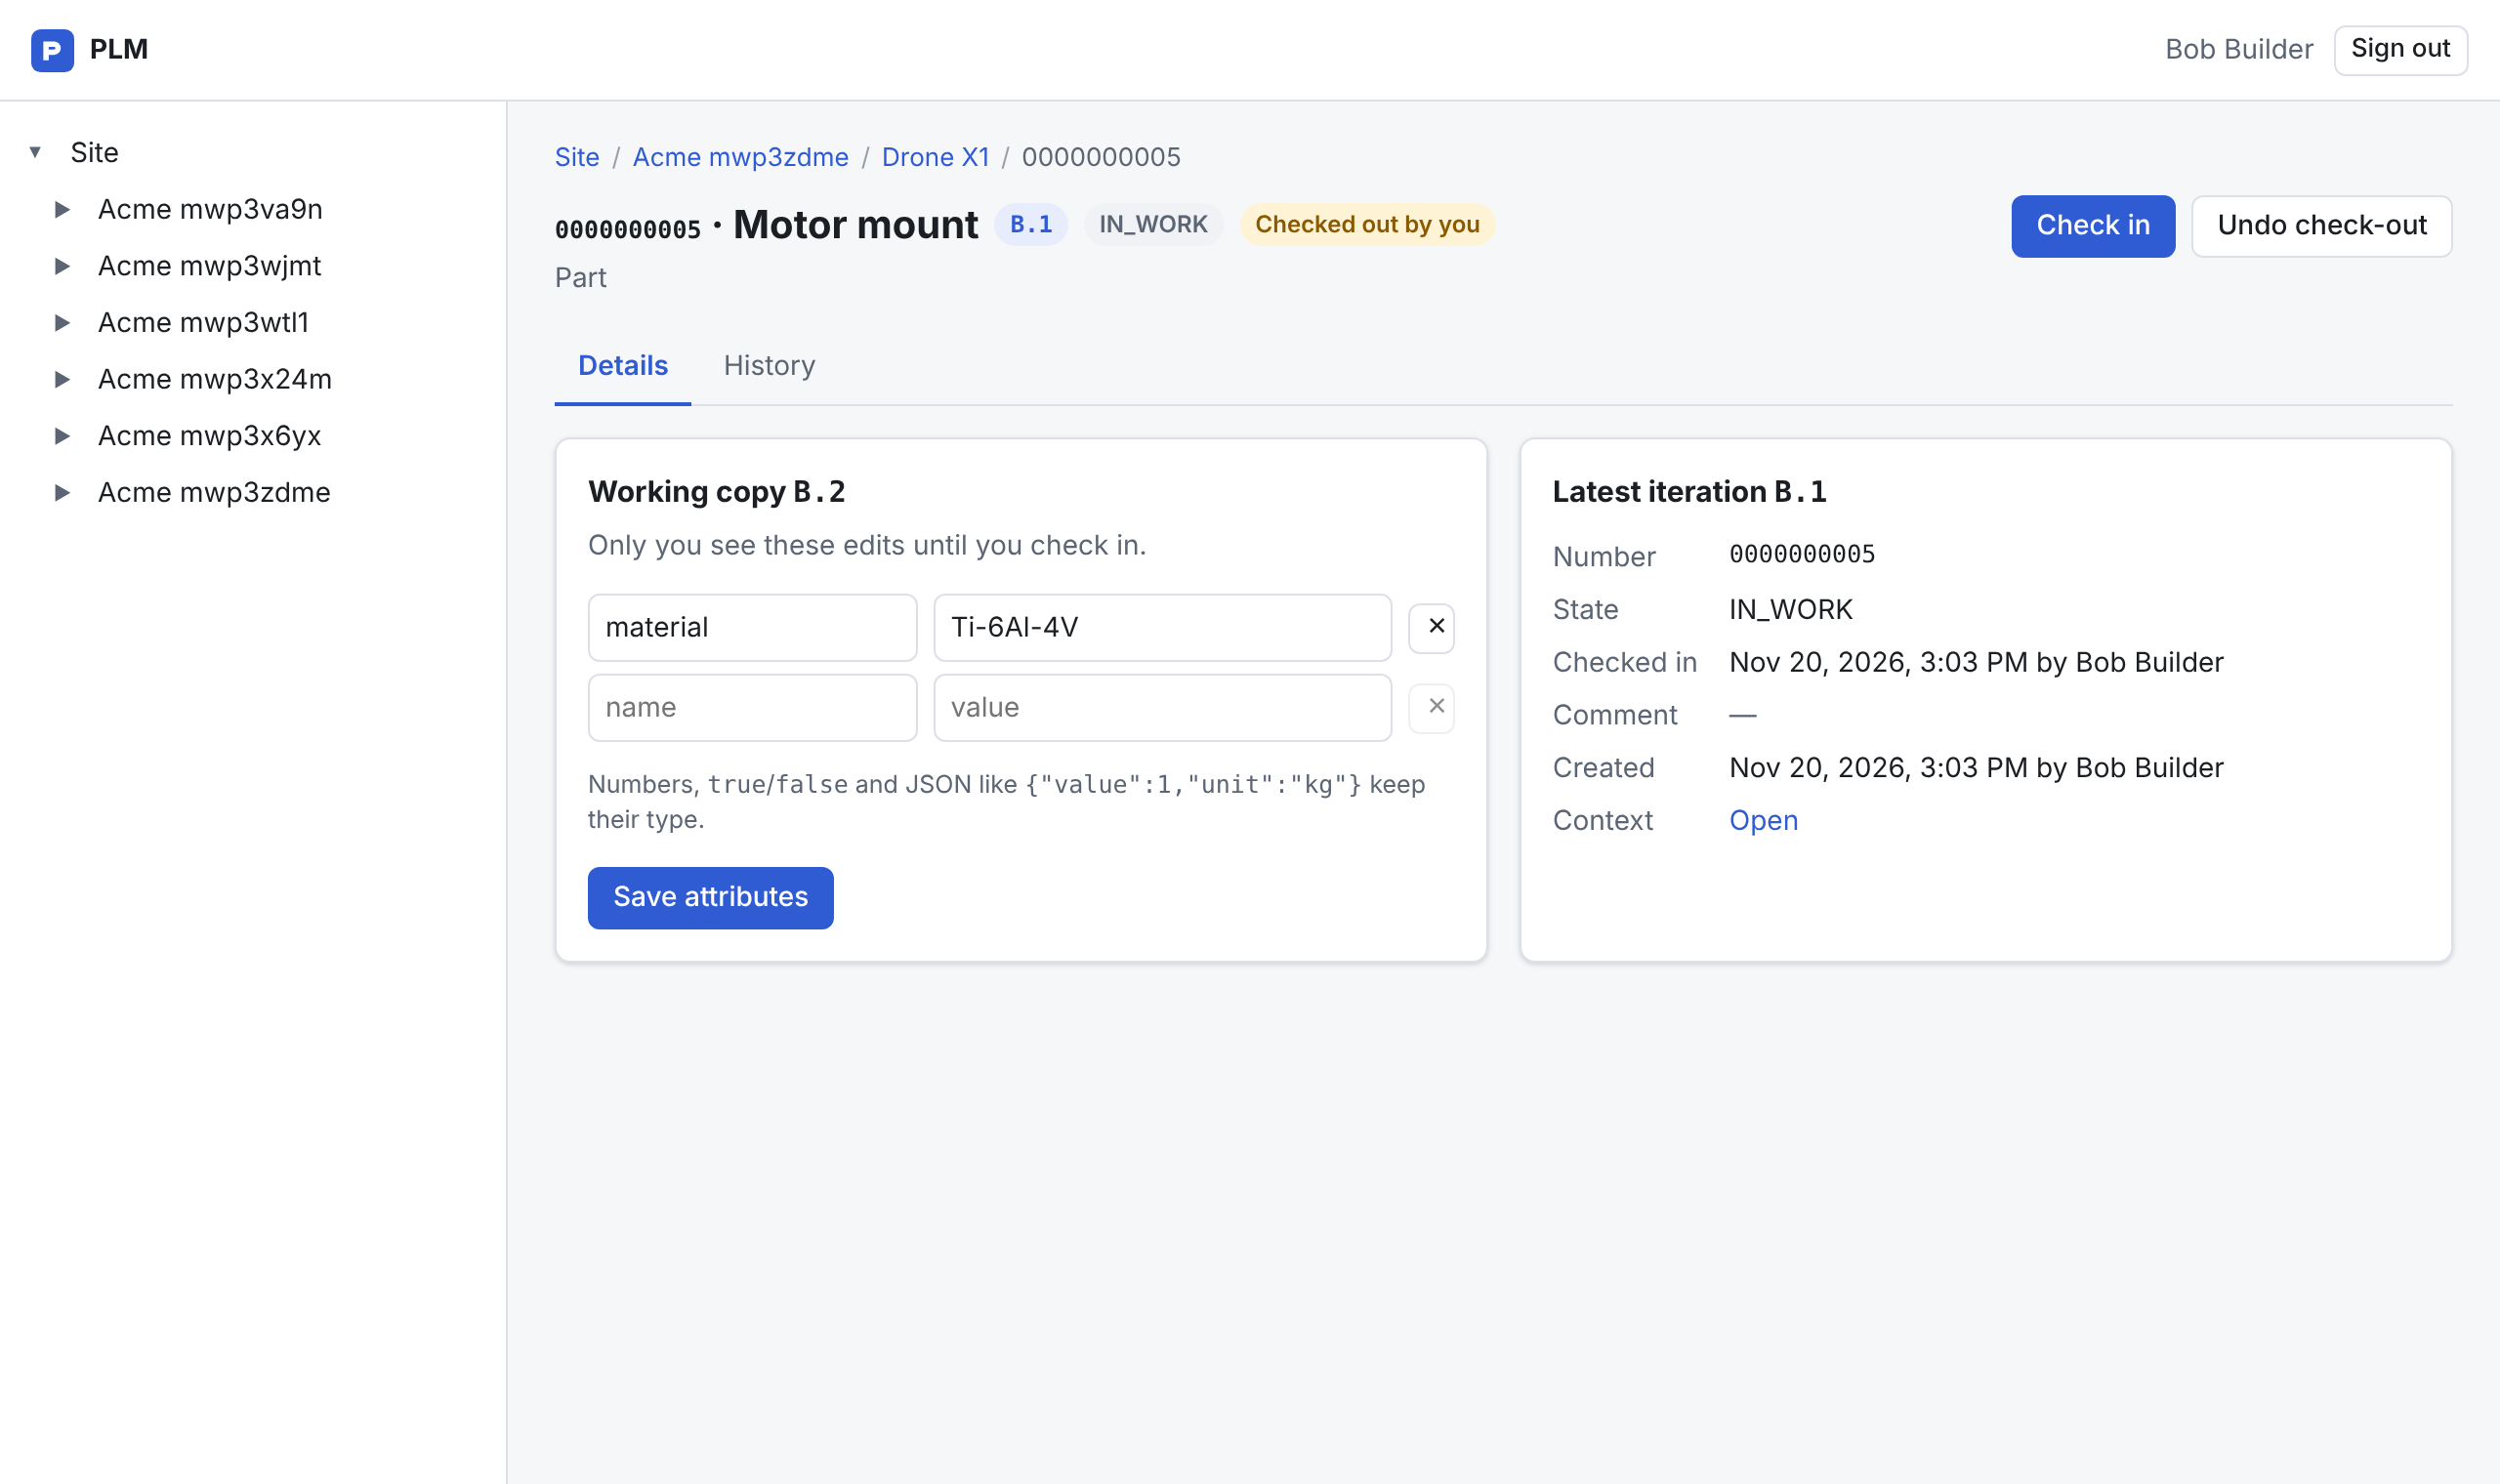 P PLM
Bob Builder
Sign out
▼ Site
▶ Acme mwp3va9n
▶ Acme mwp3wjmt
▶ Acme mwp3wtl1
▶ Acme mwp3x24m
▶ Acme mwp3x6yx
▶ Acme mwp3zdme
Site / Acme mwp3zdme / Drone X1 / 0000000005
0000000005 · Motor mount B.1 IN_WORK Checked out by you
Check in
Undo check-out
Part
Details
History
Working copy B.2
Only you see these edits until you check in.
material Ti-6Al-4V ✕
name value ✕
Numbers, true/false and JSON like {"value":1,"unit":"kg"} keep
their type.
Save attributes
Latest iteration B.1
Number 0000000005
State IN_WORK
Checked in Nov 20, 2026, 3:03 PM by Bob Builder
Comment —
Created Nov 20, 2026, 3:03 PM by Bob Builder
Context Open